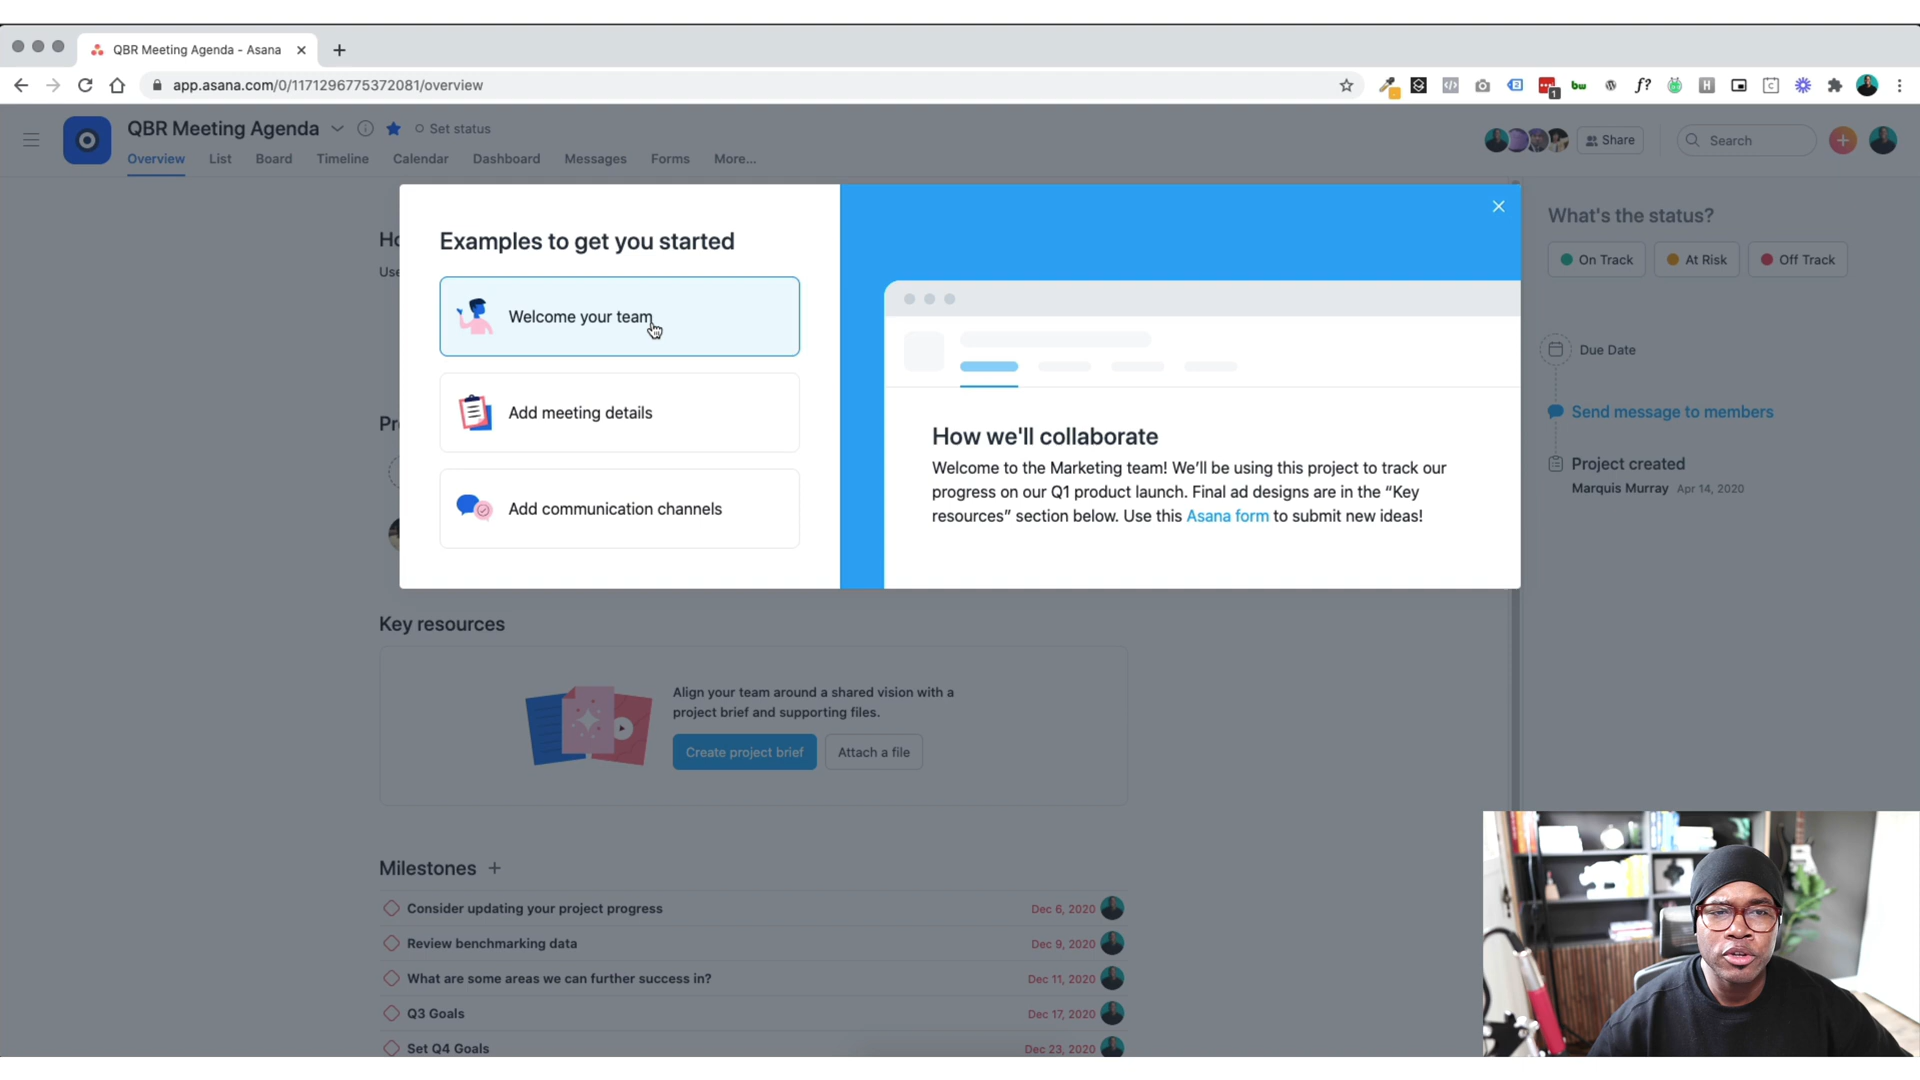 QBR Meeting Agenda - Asana
app.asana.com/0/1171296775372081/overview
QBR Meeting Agenda
Set status
Share
Search
Overview List Board Timeline Calendar Dashboard Messages Forms More...
Examples to get you started
Welcome your team
Add meeting details
Add communication channels
How we'll collaborate
Welcome to the Marketing team! We'll be using this project to track our
progress on our Q1 product launch. Final ad designs are in the “Key
resources” section below. Use this Asana form to submit new ideas!
What's the status?
On Track At Risk Off Track
Due Date
Send message to members
Project created
Marquis Murray Apr 14, 2020
Key resources
Align your team around a shared vision with a
project brief and supporting files.
Create project brief Attach a file
Milestones +
Consider updating your project progress Dec 6, 2020
Review benchmarking data Dec 9, 2020
What are some areas we can further success in? Dec 11, 2020
Q3 Goals Dec 17, 2020
Set Q4 Goals Dec 23, 2020